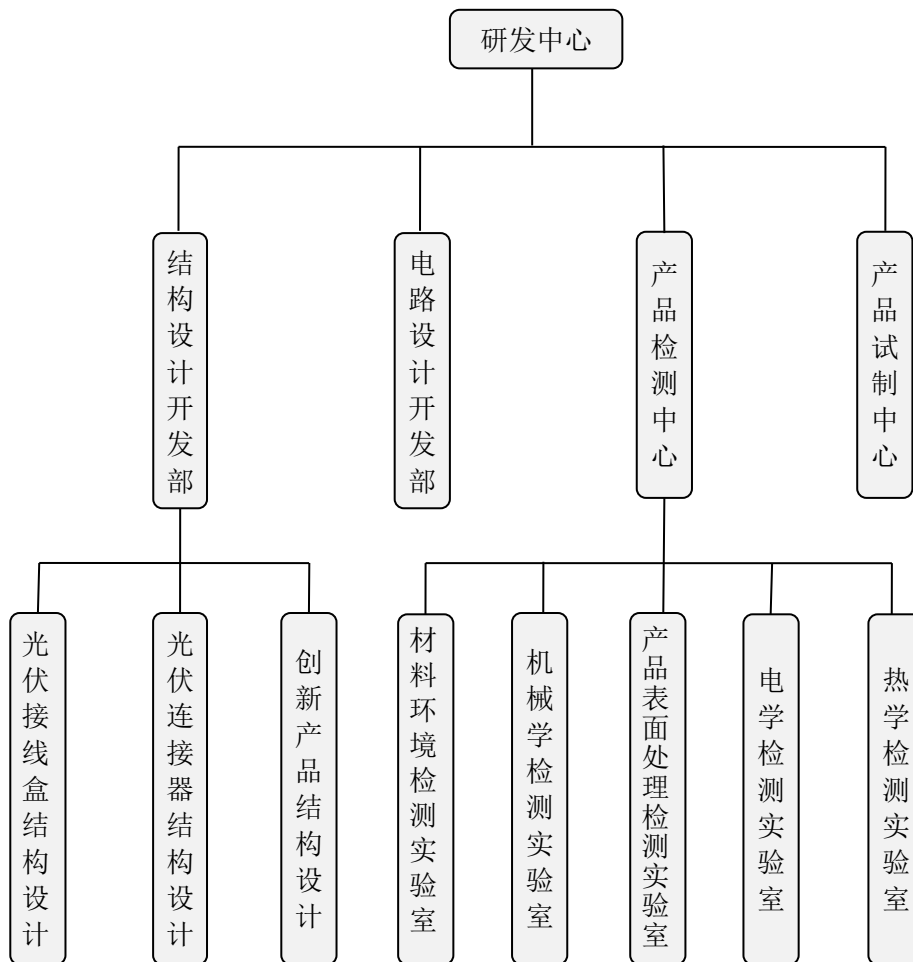 研发中心
结构设计开发部
电路设计开发部
产品检测中心
产品试制中心
光伏接线盒结构设计
光伏连接器结构设计
创新产品结构设计
材料环境检测实验室
机械学检测实验室
产品表面处理检测实验室
电学检测实验室
热学检测实验室